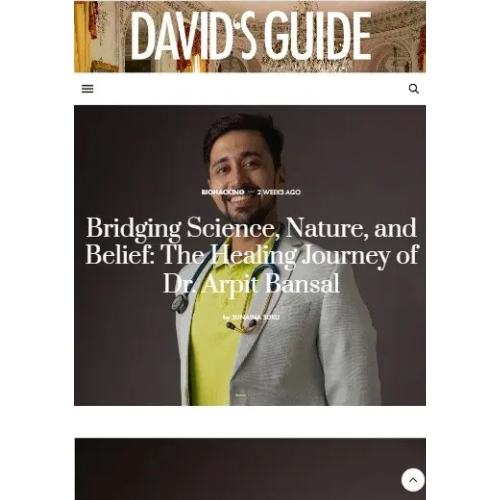 DAVID'S GUIDE
BIOHACKING — 2 WEEKS AGO
Bridging Science, Nature, and
Belief: The Healing Journey of
Dr. Arpit Bansal
by SUNAINA